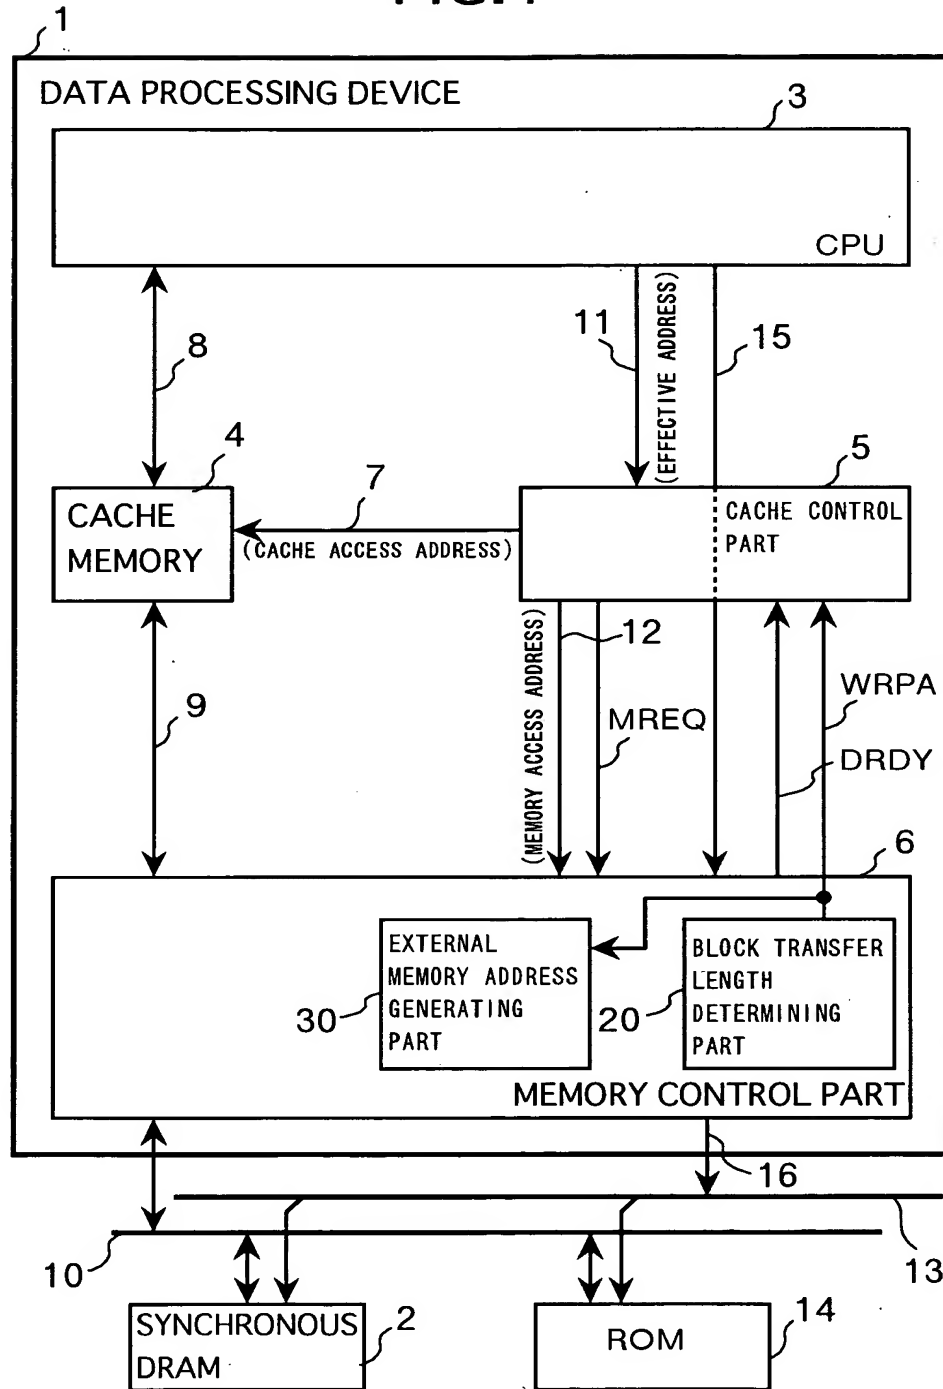 1
DATA PROCESSING DEVICE
3
CPU
8
11
(EFFECTIVE ADDRESS)
15
4
7
5
CACHE
MEMORY
(CACHE ACCESS ADDRESS)
CACHE CONTROL
PART
9
(MEMORY ACCESS ADDRESS)
12
MREQ
WRPA
DRDY
6
30
EXTERNAL
MEMORY ADDRESS
GENERATING
PART
20
BLOCK TRANSFER
LENGTH
DETERMINING
PART
MEMORY CONTROL PART
16
10
13
SYNCHRONOUS
DRAM
2
ROM
14